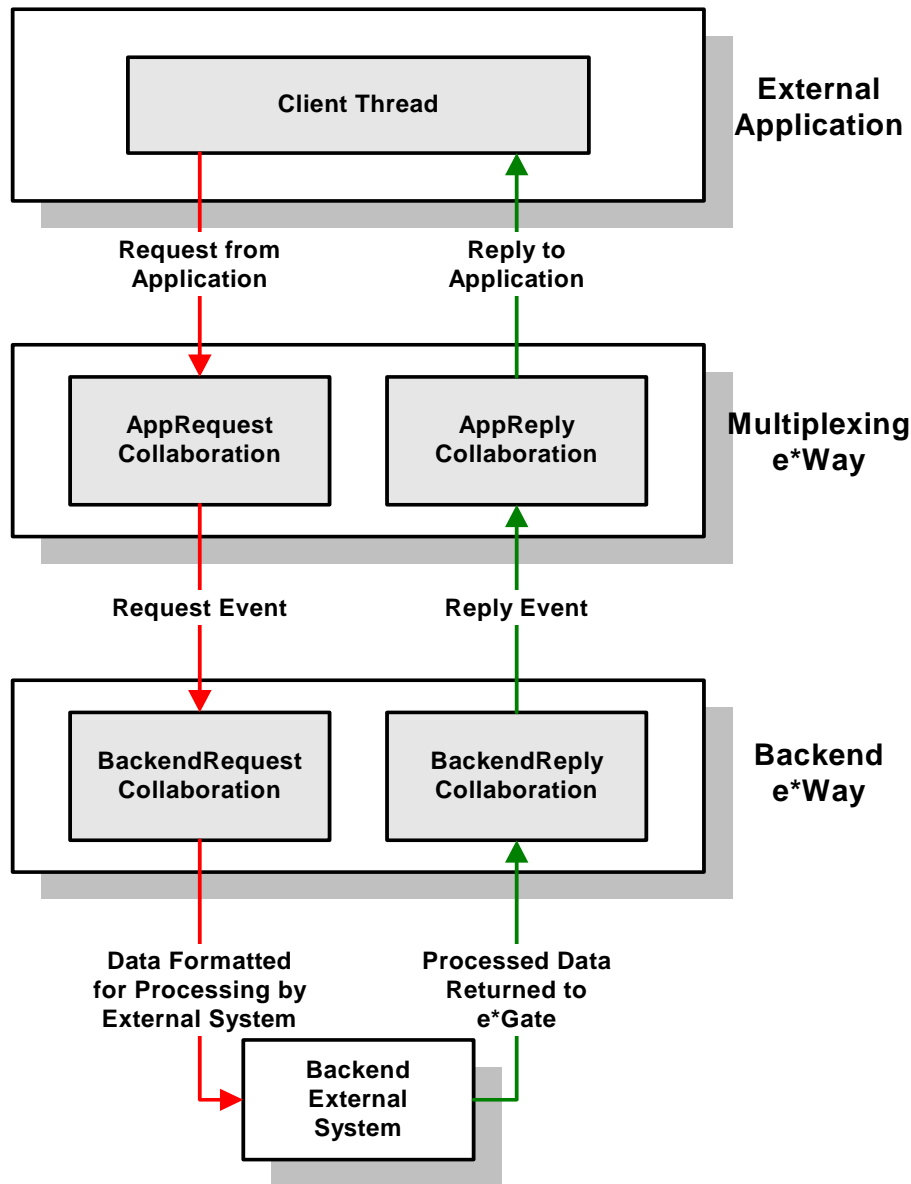 Client Thread
External
Application
Request from
Application
Reply to
Application
AppRequest
Collaboration
AppReply
Collaboration
Multiplexing
e*Way
Request Event
Reply Event
BackendRequest
Collaboration
BackendReply
Collaboration
Backend
e*Way
Data Formatted
for Processing by
External System
Processed Data
Returned to
e*Gate
Backend
External
System